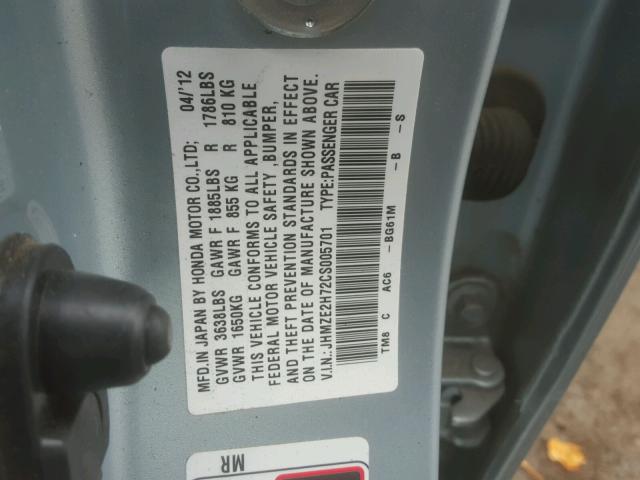 MFD.IN JAPAN BY HONDA MOTOR CO.,LTD; 04/'12
GVWR 3638LBS GAWR F 1885LBS R 1786LBS
GVWR 1650KG GAWR F 855 KG R 810 KG
THIS VEHICLE CONFORMS TO ALL APPLICABLE
FEDERAL MOTOR VEHICLE SAFETY ,BUMPER,
AND THEFT PREVENTION STANDARDS IN EFFECT
ON THE DATE OF MANUFACTURE SHOWN ABOVE.
V.I.N.: JHMZE2H72CS005701 TYPE:PASSENGER CAR
TM8 C AC6 -BG61M -B -S
MR